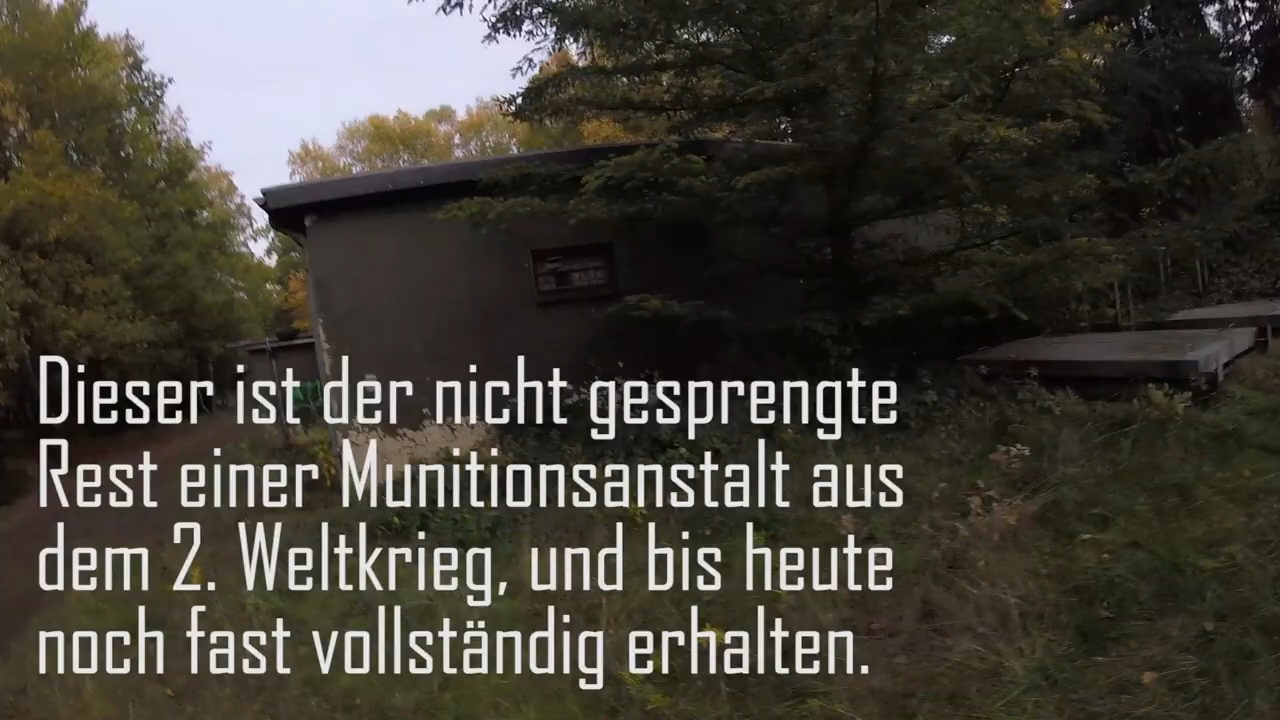 Dieser ist der nicht gesprengte
Rest einer Munitionsanstalt aus
dem 2. Weltkrieg, und bis heute
noch fast vollständig erhalten.